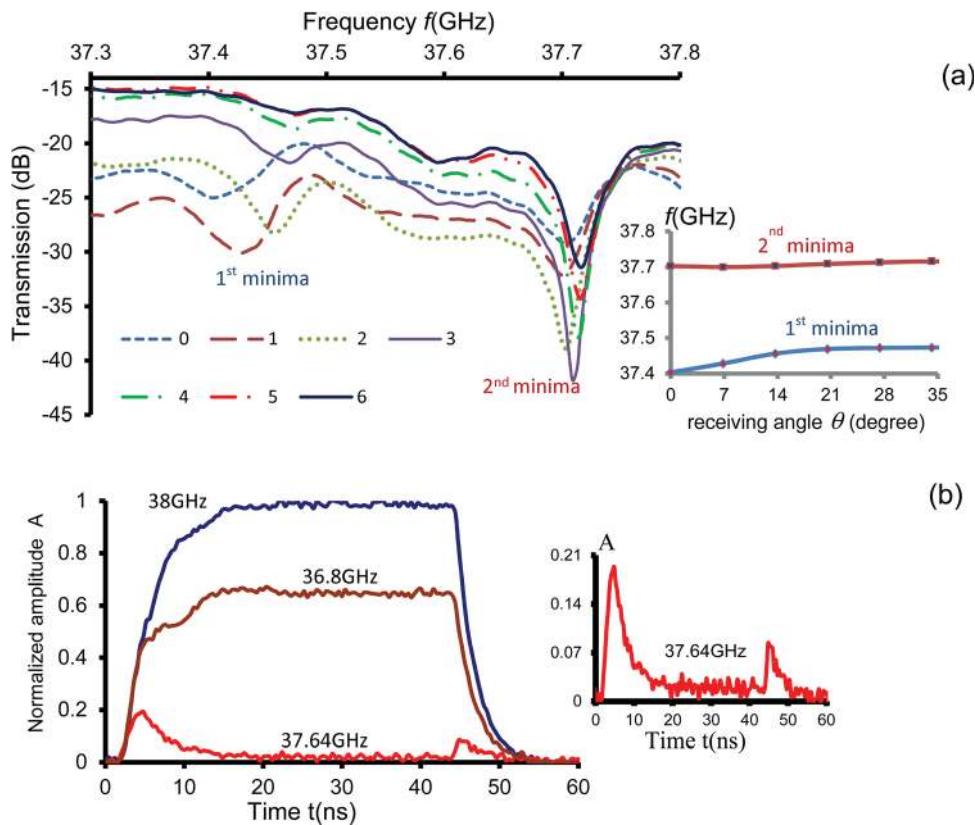 Frequency f(GHz)
37.3 37.4 37.5 37.6 37.7 37.8
(a)
-15
-20
-25
-30
-35
-40
-45
Transmission (dB)
1st minima
2nd minima
0 1 2 3
4 5 6
f(GHz)
37.8
37.7
37.6
37.5
37.4
2nd minima
1st minima
0 7 14 21 28 35
receiving angle θ (degree)
(b)
1
0.8
0.6
0.4
0.2
0
Normalized amplitude A
38GHz
36.8GHz
37.64GHz
0 10 20 30 40 50 60
Time t(ns)
A
0.21
0.14
0.07
0
37.64GHz
0 10 20 30 40 50 60
Time t(ns)